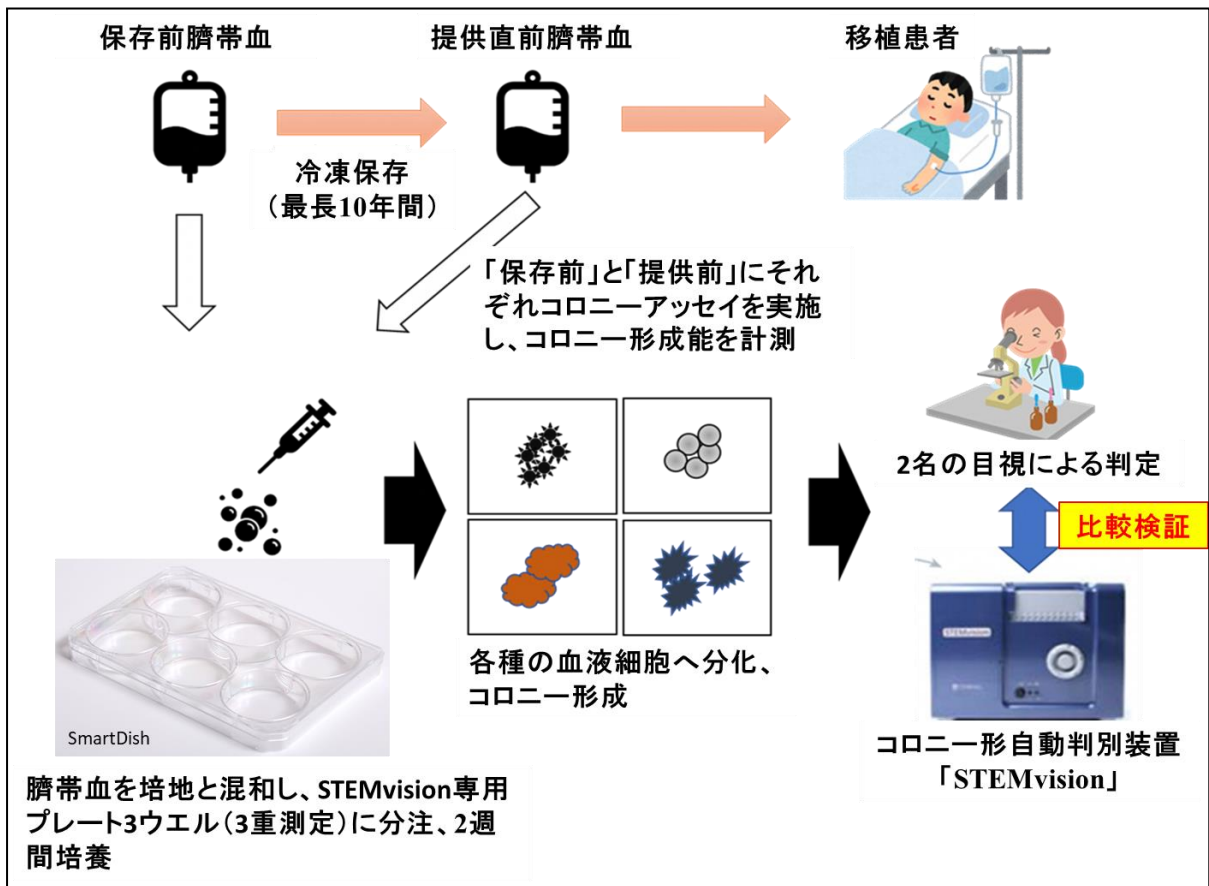 保存前臍帯血
提供直前臍帯血
移植患者
冷凍保存
（最長10年間）
「保存前」と「提供前」にそれ
ぞれコロニーアッセイを実施
し、コロニー形成能を計測
2名の目視による判定
比較検証
各種の血液細胞へ分化、
コロニー形成
STEMvision
SmartDish
コロニー形自動判別装置
「STEMvision」
臍帯血を培地と混和し、STEMvision専用
プレート3ウエル（3重測定）に分注、2週
間培養